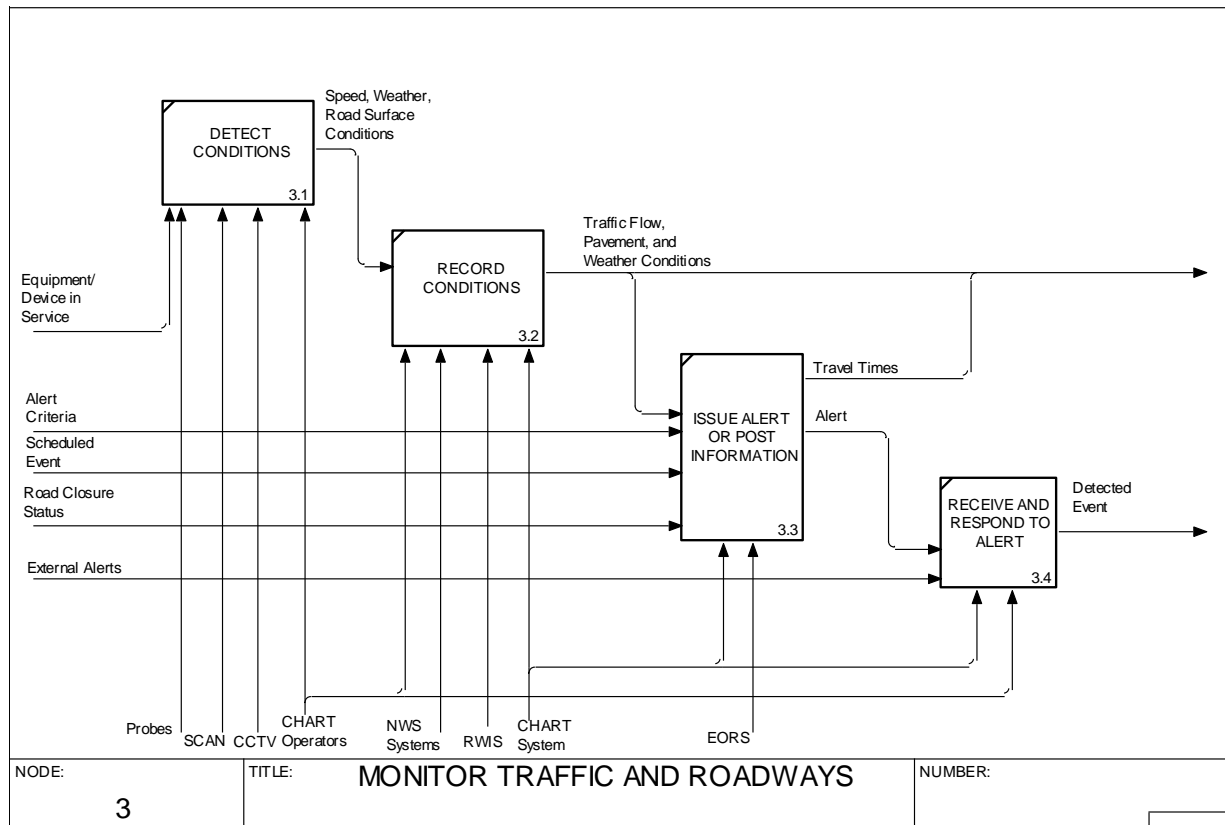 Speed, Weather,
Road Surface
Conditions
DETECT
CONDITIONS
3.1
Traffic Flow,
Pavement, and
Weather Conditions
RECORD
CONDITIONS
3.2
Equipment/
Device in
Service
Travel Times
Alert
Criteria
ISSUE ALERT
OR POST
INFORMATION
3.3
Alert
Scheduled
Event
Road Closure
Status
RECEIVE AND
RESPOND TO
ALERT
3.4
Detected
Event
External Alerts
Probes
SCAN
CCTV
CHART
Operators
NWS
Systems
RWIS
CHART
System
EORS
NODE:
3
TITLE:
MONITOR TRAFFIC AND ROADWAYS
NUMBER: